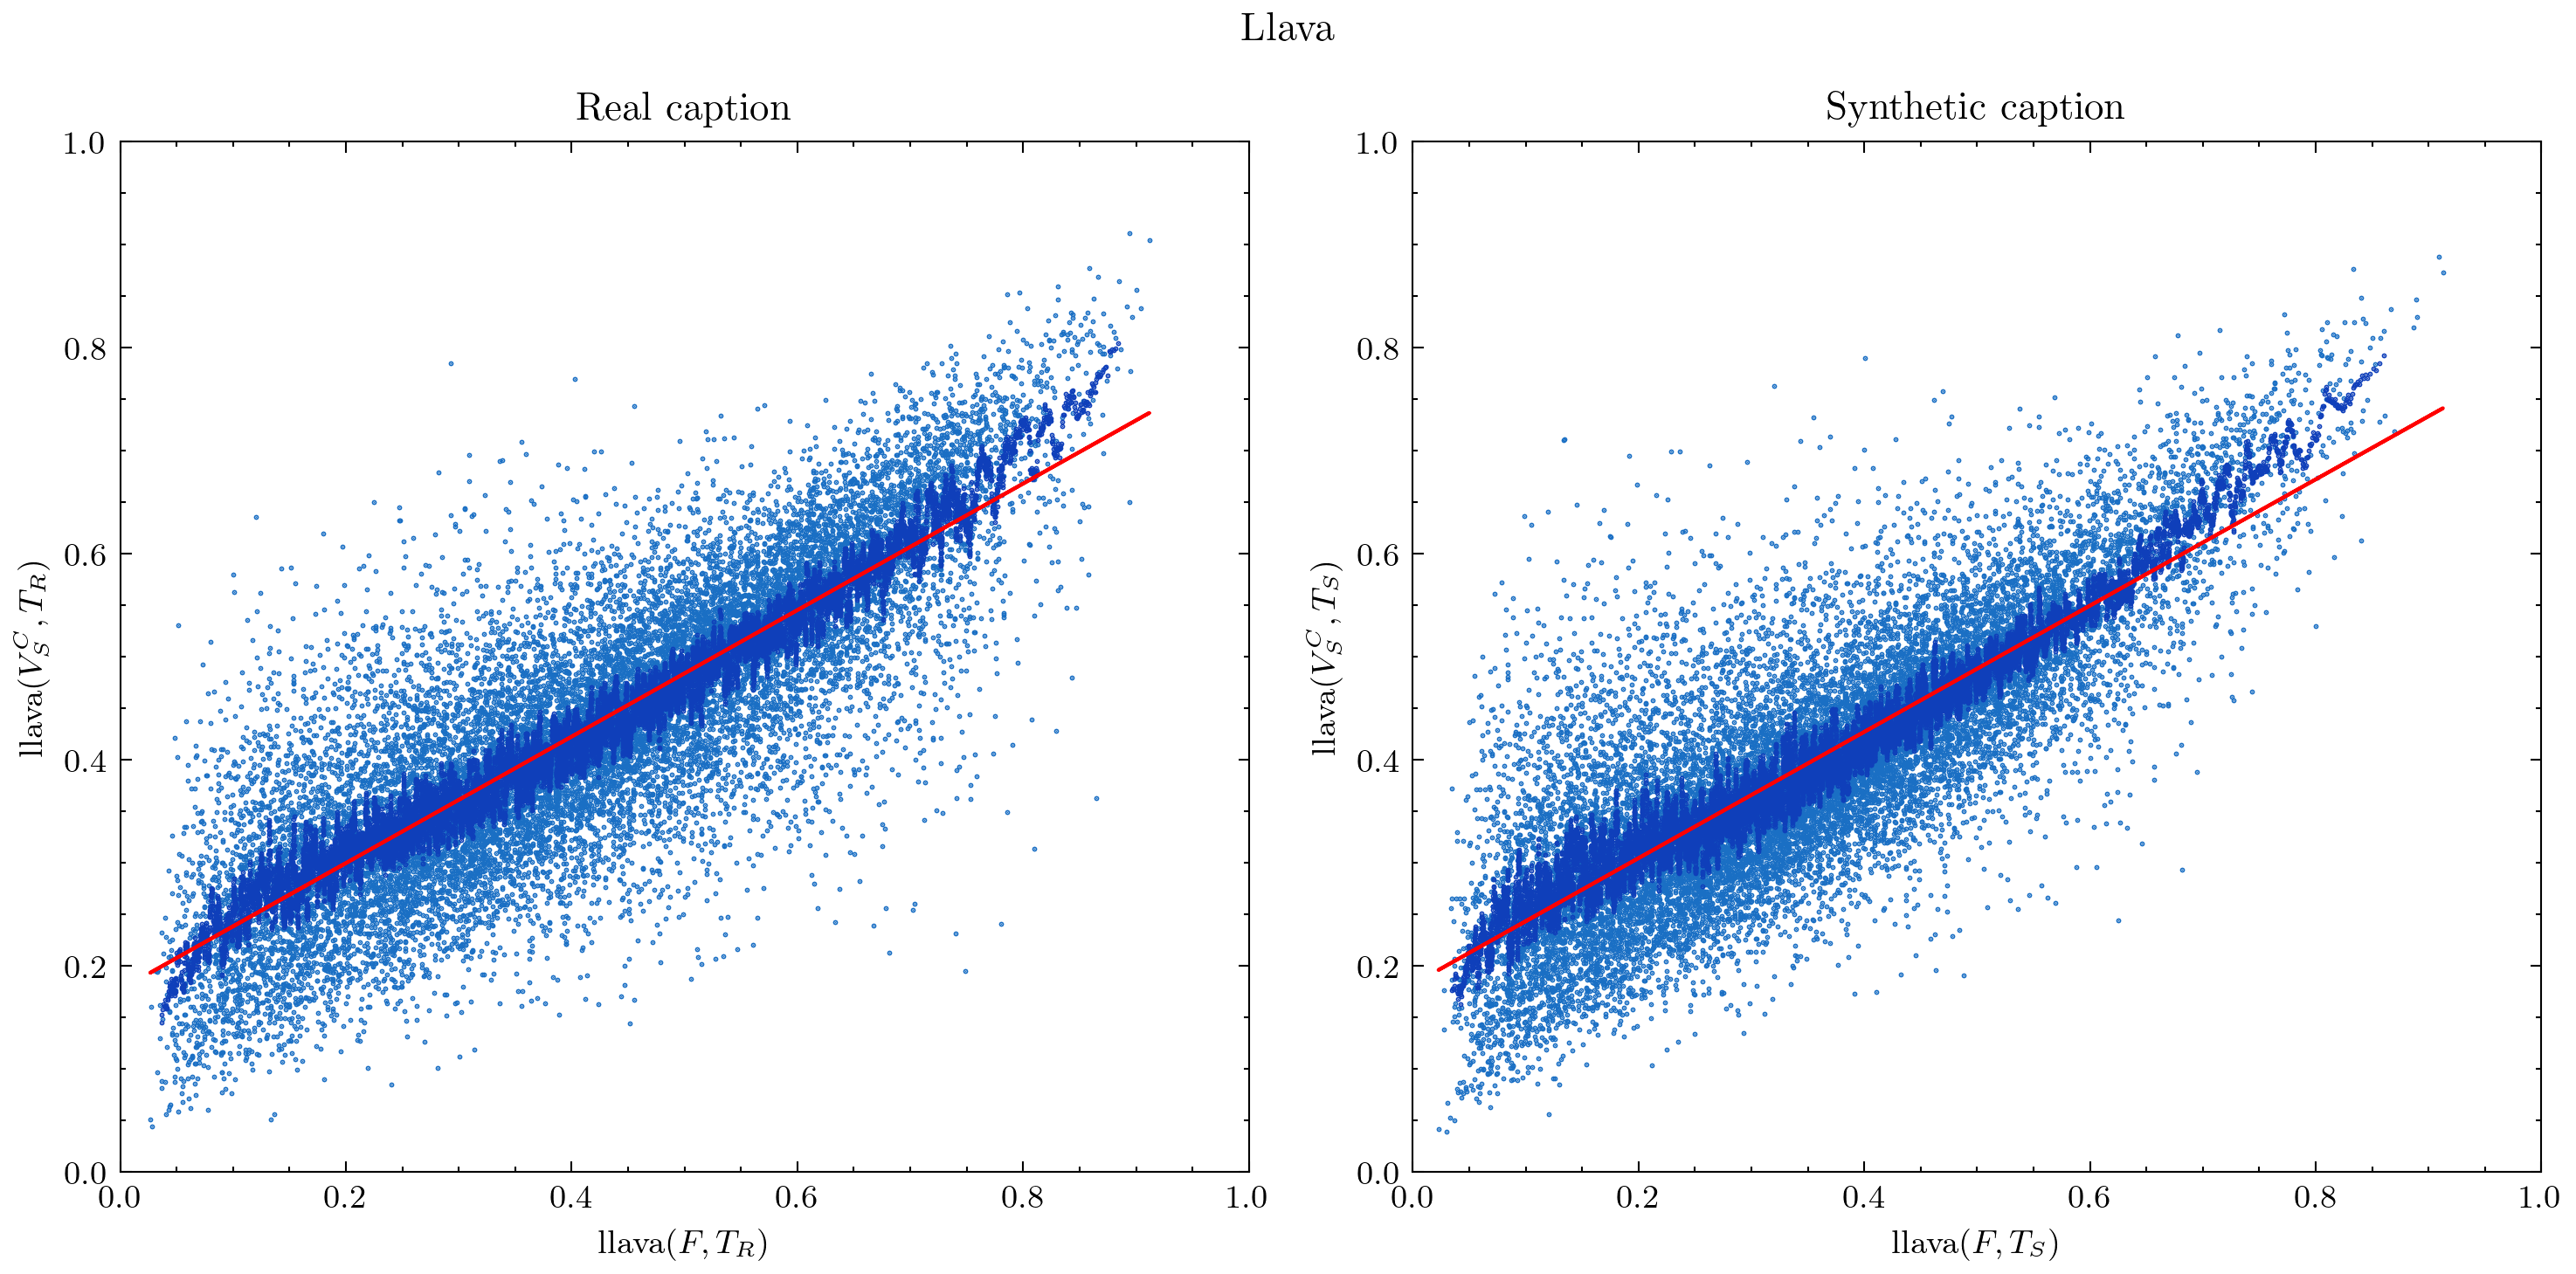 Llava
Real caption
1.0
0.8
0.6
0.4
0.2
0.0
llava(V_S^C, T_R)
0.0 0.2 0.4 0.6 0.8 1.0
llava(F, T_R)
Synthetic caption
1.0
0.8
0.6
0.4
0.2
0.0
llava(V_S^C, T_S)
0.0 0.2 0.4 0.6 0.8 1.0
llava(F, T_S)